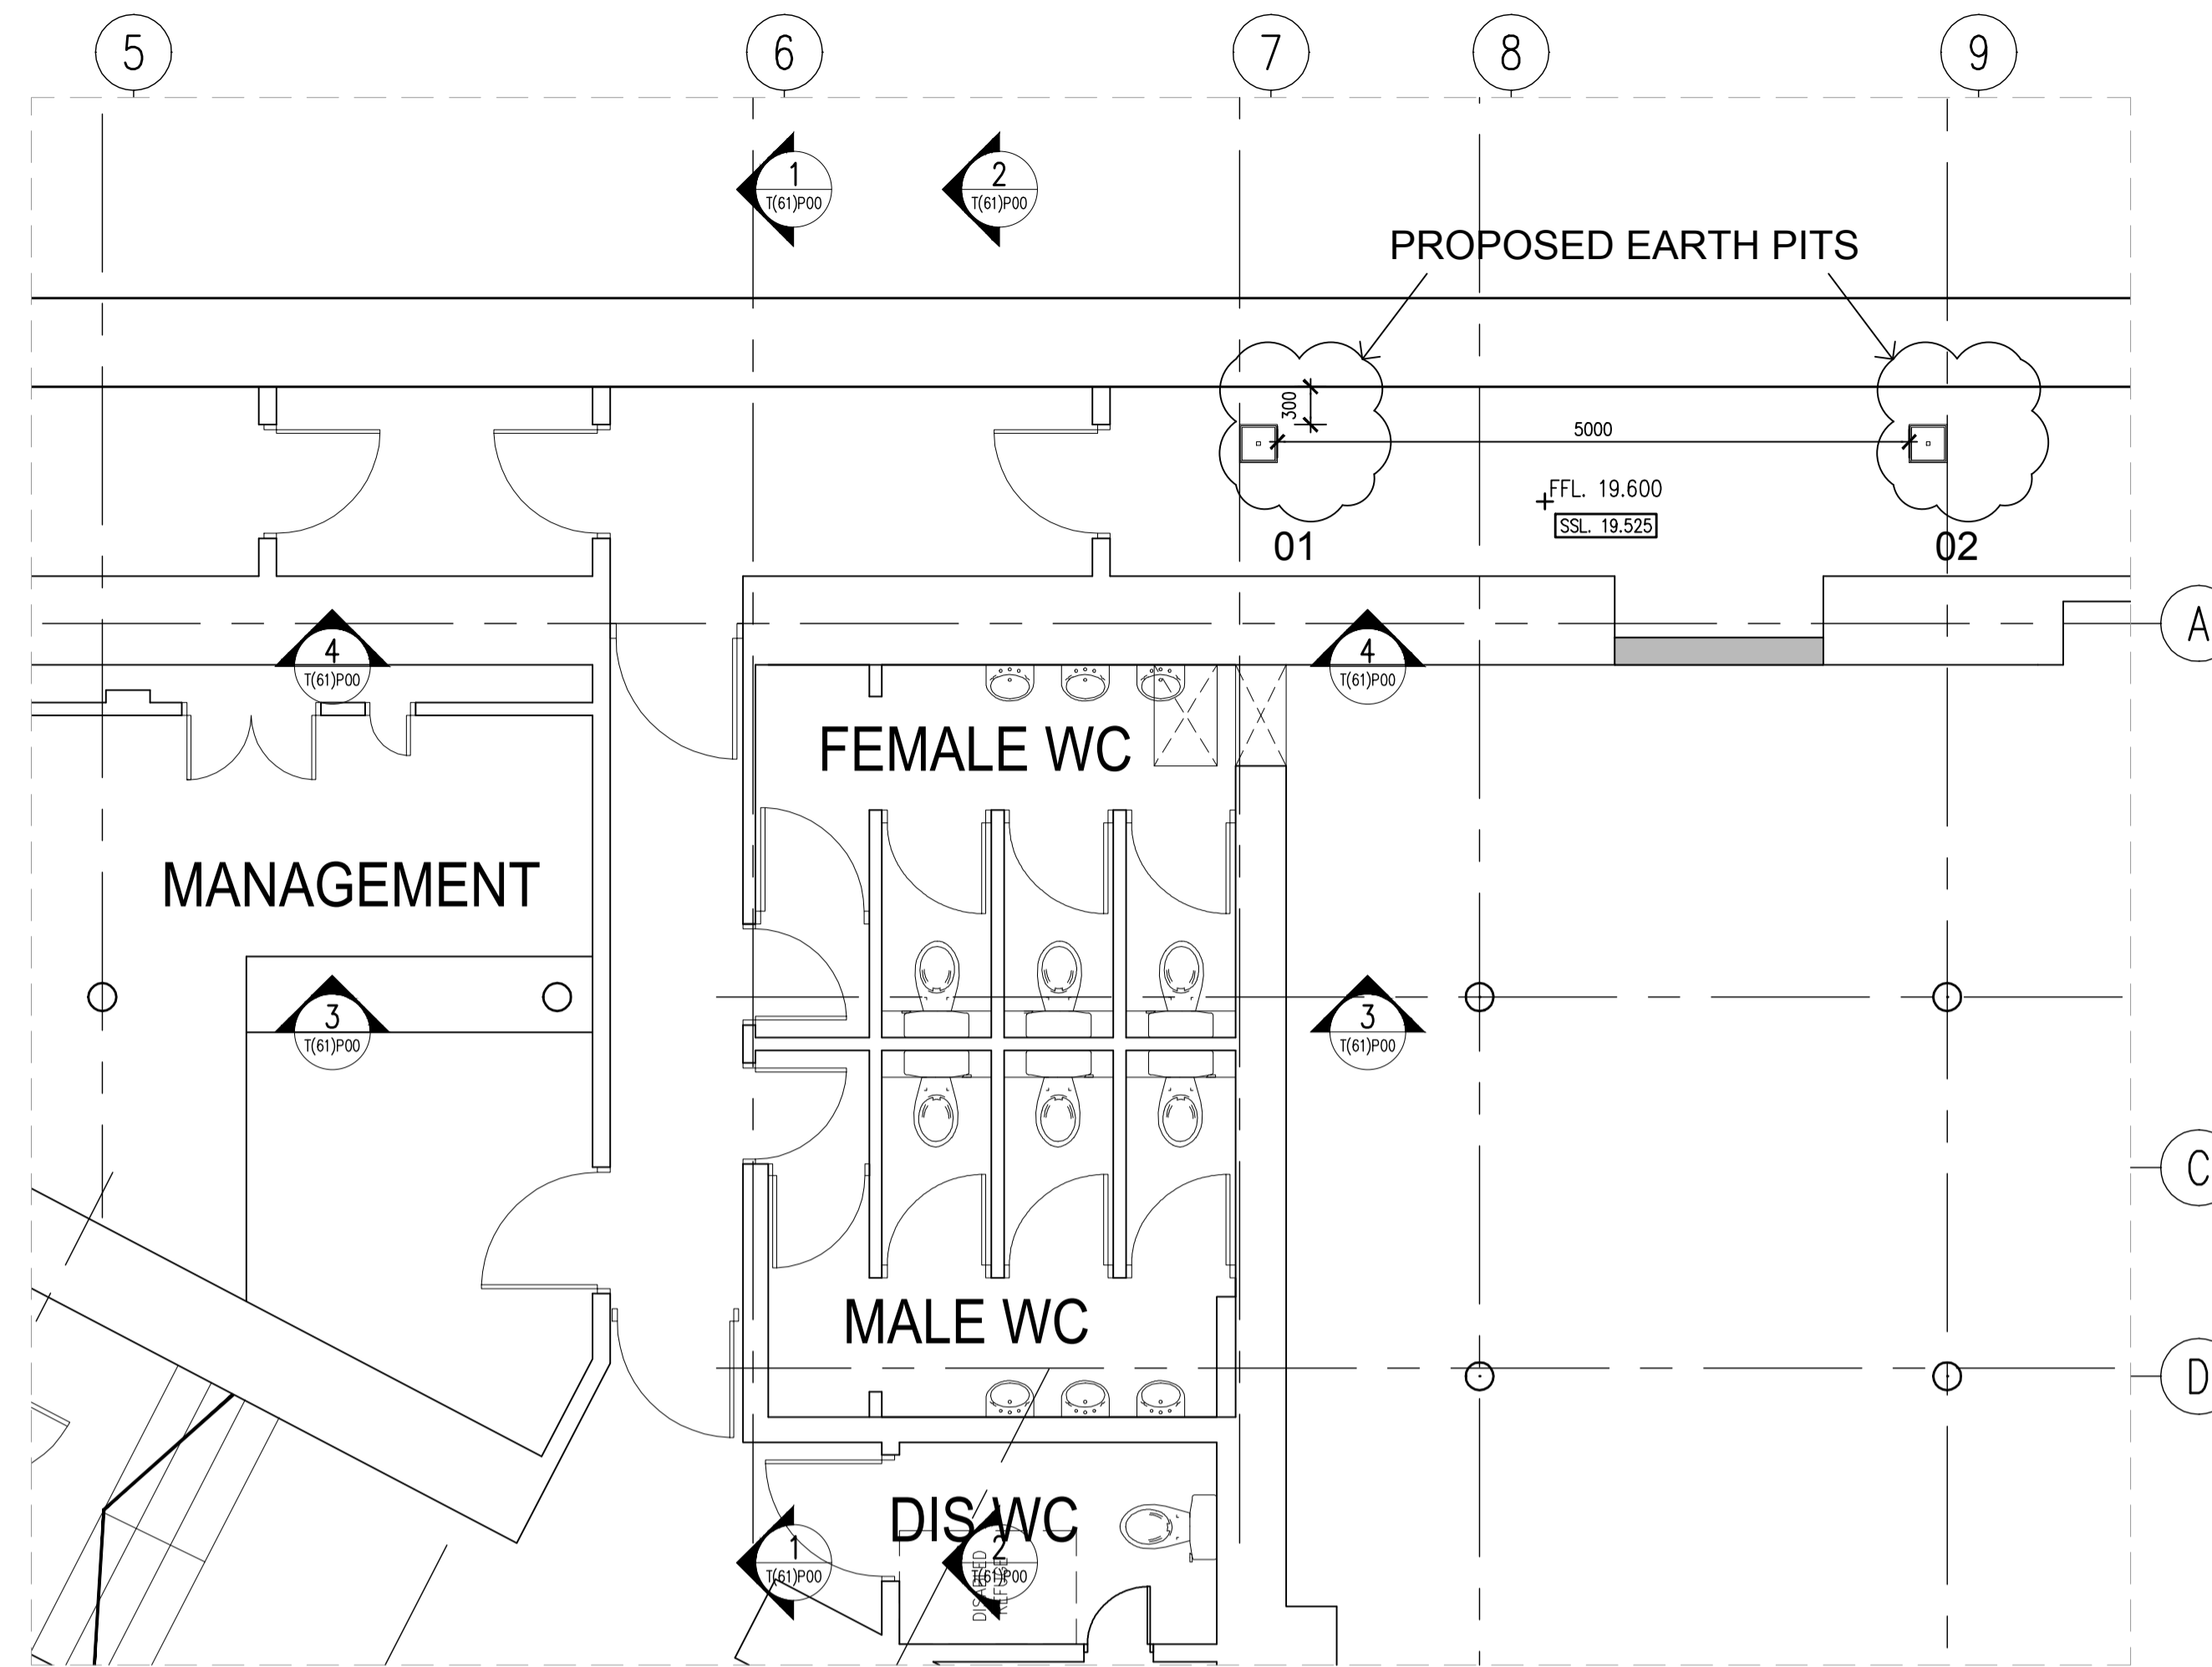 5 6 7 8 9
1
T(61)P00
2
T(61)P00
PROPOSED EARTH PITS
300
5000
FFL. 19.600
SSL. 19.525
01
02
A
4
T(61)P00
4
T(61)P00
FEMALE WC
MANAGEMENT
3
T(61)P00
3
T(61)P00
C
MALE WC
D
DIS WC
1
T(61)P00
2
T(61)P00
DISABLED
REFUGE